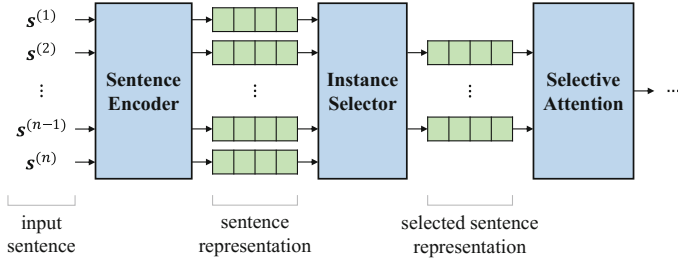 s^(1)
s^(2)
⋮
s^(n−1)
s^(n)
Sentence
Encoder
⋮
Instance
Selector
⋮
Selective
Attention
...
input
sentence
sentence
representation
selected sentence
representation